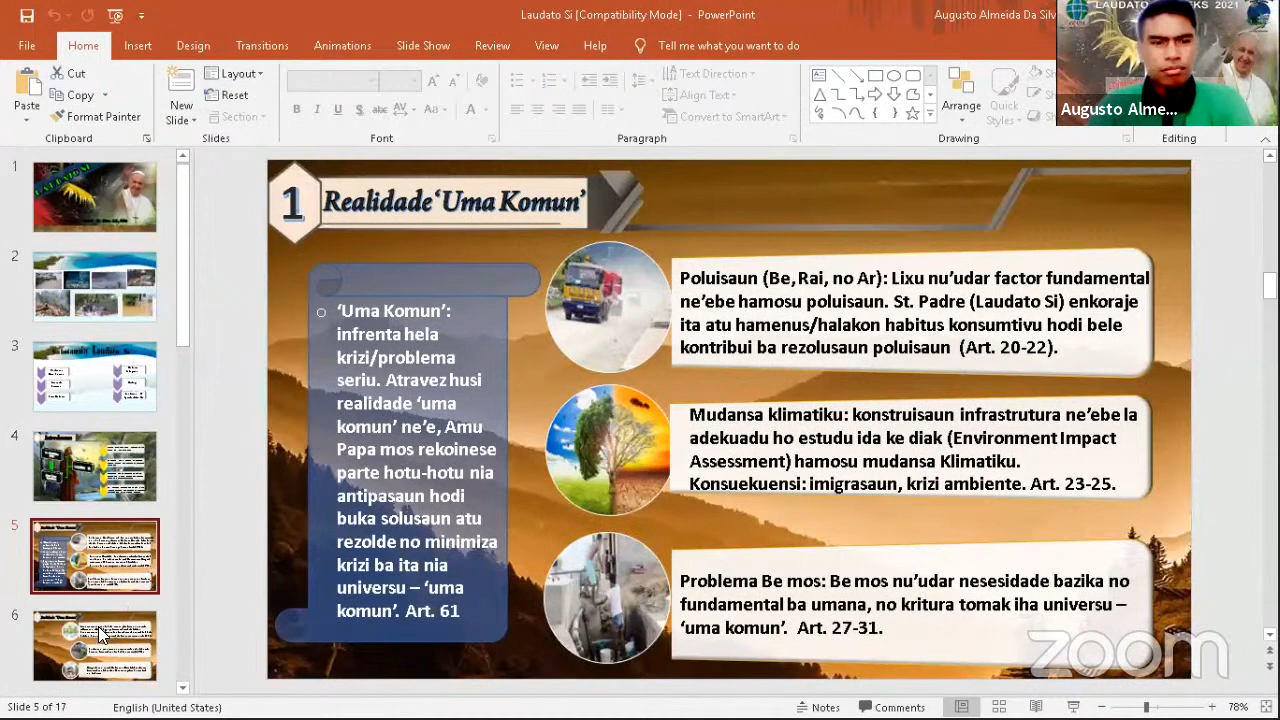 Laudato Si [Compatibility Mode] - PowerPoint
Augusto Almeida Da Silv
LAUDATO
2021
File Home Insert Design Transitions Animations Slide Show Review View Help Tell me what you want to do
Paste
Cut
Copy
Format Painter
Clipboard
New
Slide
Layout
Reset
Section
Slides
Font
Text Direction
Align Text
Convert to SmartArt
Paragraph
Arrange
Quick
Styles
Drawing
Editing
Augusto Alme...
1
2
3
4
5
6
1
Realidade 'Uma Komun'
'Uma Komun':
infrenta hela
krizi/problema
seriu. Atravez husi
realidade 'uma
komun' ne'e, Amu
Papa mos rekoinese
parte hotu-hotu nia
antipasaun hodi
buka solusaun atu
rezolde no minimiza
krizi ba ita nia
universu – 'uma
komun'. Art. 61
Poluisaun (Be, Rai, no Ar): Lixu nu'udar factor fundamental
ne'ebe hamosu poluisaun. St. Padre (Laudato Si) enkoraje
ita atu hamenus/halakon habitus konsumtivu hodi bele
kontribui ba rezolusaun poluisaun (Art. 20-22).
Mudansa klimatiku: konstruisaun infrastrutura ne'ebe la
adekuadu ho estudu ida ke diak (Environment Impact
Assessment) hamosu mudansa Klimatiku.
Konsuekuensi: imigrasaun, krizi ambiente. Art. 23-25.
Problema Be mos: Be mos nu'udar nesesidade bazika no
fundamental ba umana, no kritura tomak iha universu –
'uma komun'. Art. 27-31.
zoom
Slide 5 of 17
English (United States)
Notes
Comments
78%